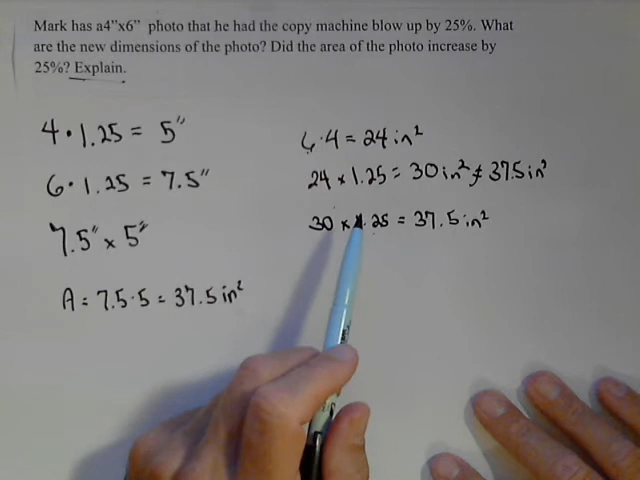 Mark has a4"x6" photo that he had the copy machine blow up by 25%. What
are the new dimensions of the photo? Did the area of the photo increase by
25%? Explain.
4 · 1.25 = 5"
6 · 1.25 = 7.5"
7.5" x 5"
A = 7.5 · 5 = 37.5 in²
6 · 4 = 24 in²
24 x 1.25 = 30 in² ≠ 37.5 in²
30 x 1.25 = 37.5 in²